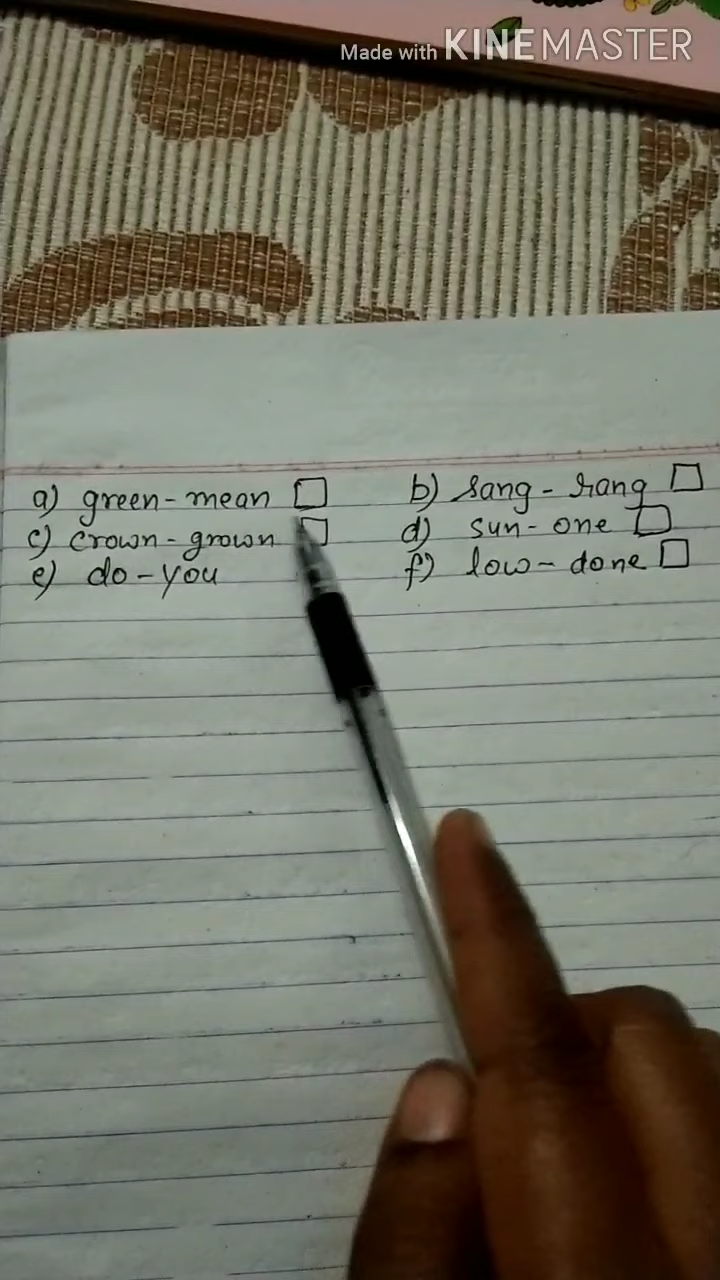 Made with KINEMASTER
a) green-mean b) sang-rang
c) crown-grown d) sun-one
e) do-you f) low-done